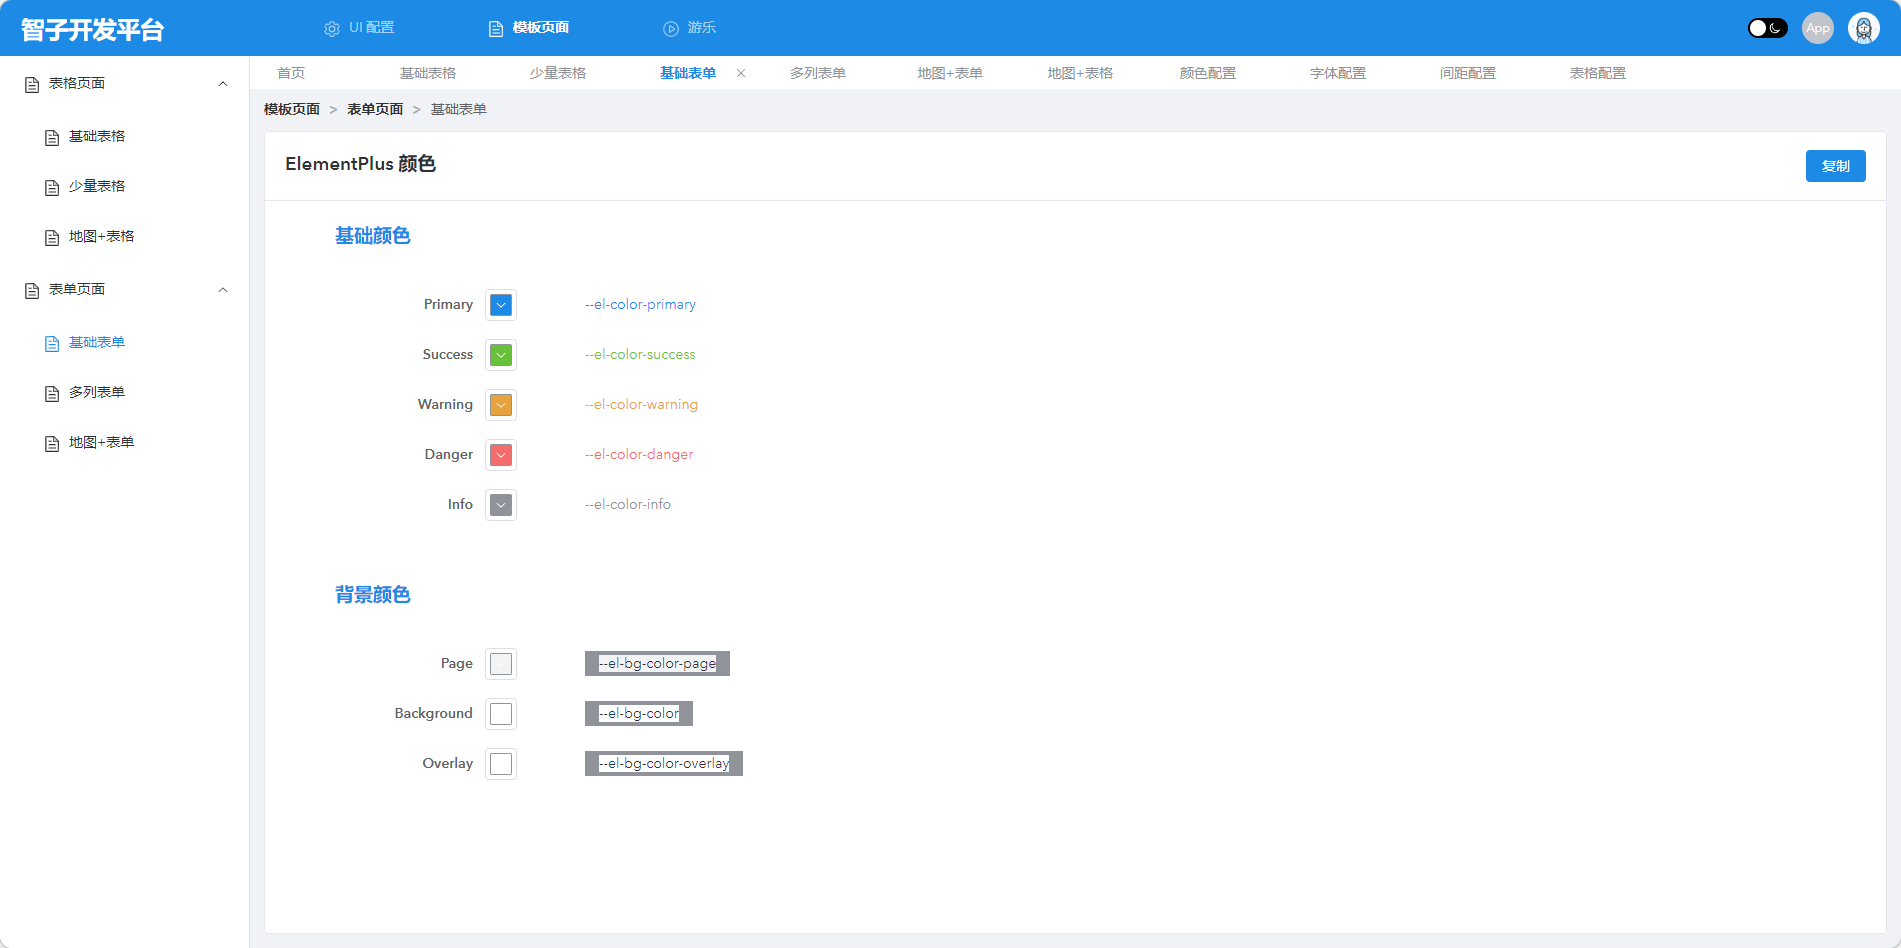 智子开发平台
UI 配置
模板页面
游乐
App
表格页面
基础表格
少量表格
地图+表格
表单页面
基础表单
多列表单
地图+表单
首页
基础表格
少量表格
基础表单
多列表单
地图+表单
地图+表格
颜色配置
字体配置
间距配置
表格配置
模板页面 > 表单页面 > 基础表单
ElementPlus 颜色
复制
基础颜色
Primary --el-color-primary
Success --el-color-success
Warning --el-color-warning
Danger --el-color-danger
Info --el-color-info
背景颜色
Page --el-bg-color-page
Background --el-bg-color
Overlay --el-bg-color-overlay